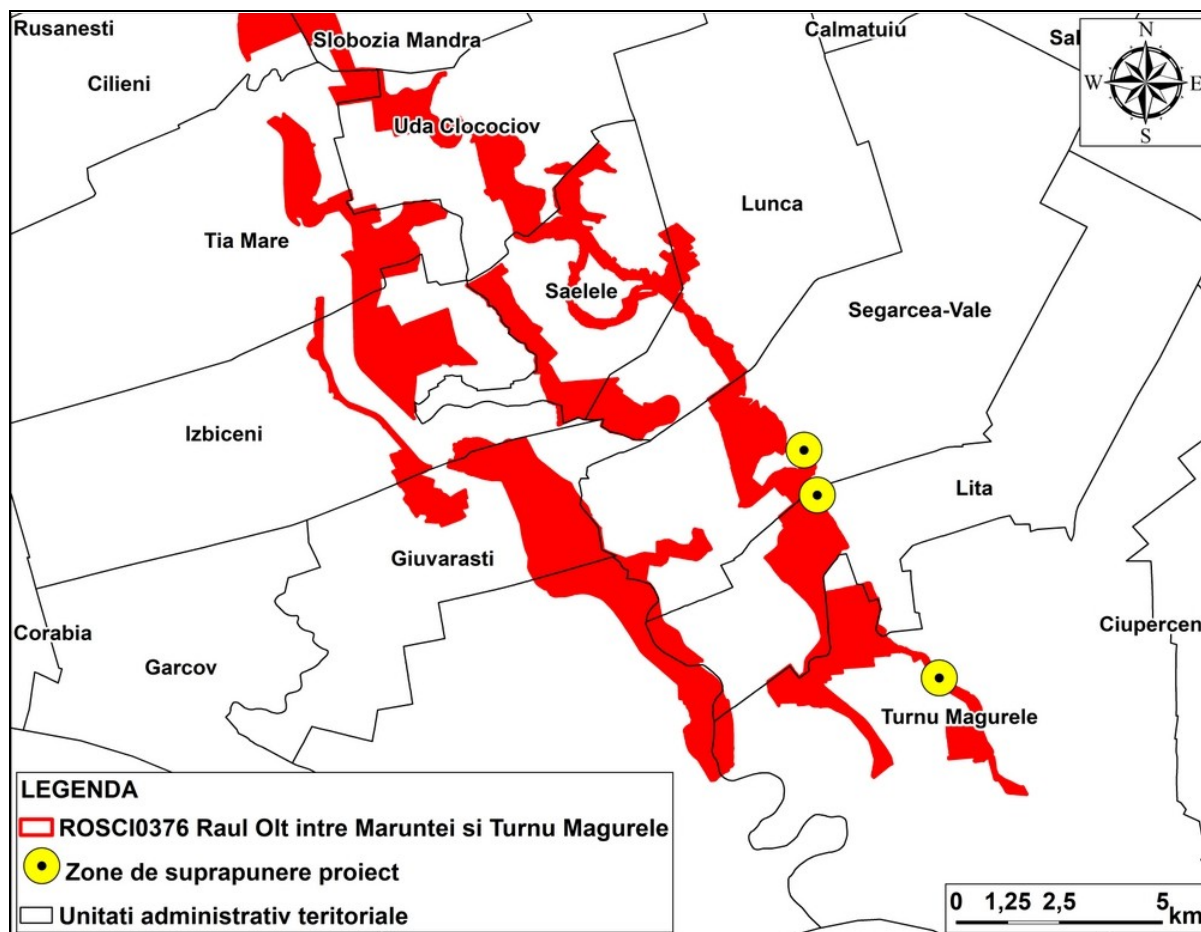 Rusanesti
Slobozia Mandra
Calmatuiu
Sal
N
Cilieni
W
E
Uda Clocociov
S
Lunca
Tia Mare
Saelele
Segarcea-Vale
Izbiceni
Lita
Giuvarasti
Corabia
Ciupercen
Garcov
Turnu Magurele
LEGENDA
ROSCI0376 Raul Olt intre Maruntei si Turnu Magurele
Zone de suprapunere proiect
Unitati administrativ teritoriale
0 1,25 2,5 5
km